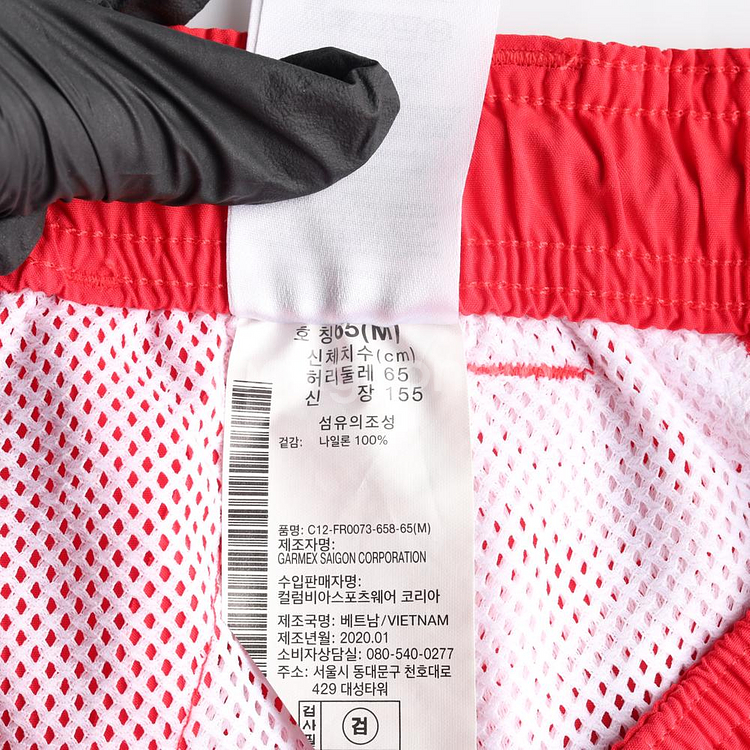 호 칭 65(M)
신체치수(cm)
허리둘레 65
신 장 155
섬유의조성
겉감: 나일론 100%
품명: C12-FR0073-658-65(M)
제조자명:
GARMEX SAIGON CORPORATION
수입판매자명:
컬럼비아스포츠웨어 코리아
제조국명: 베트남/VIETNAM
제조년월: 2020.01
소비자상담실: 080-540-0277
주소: 서울시 동대문구 천호대로
429 대성타워
검사필
검